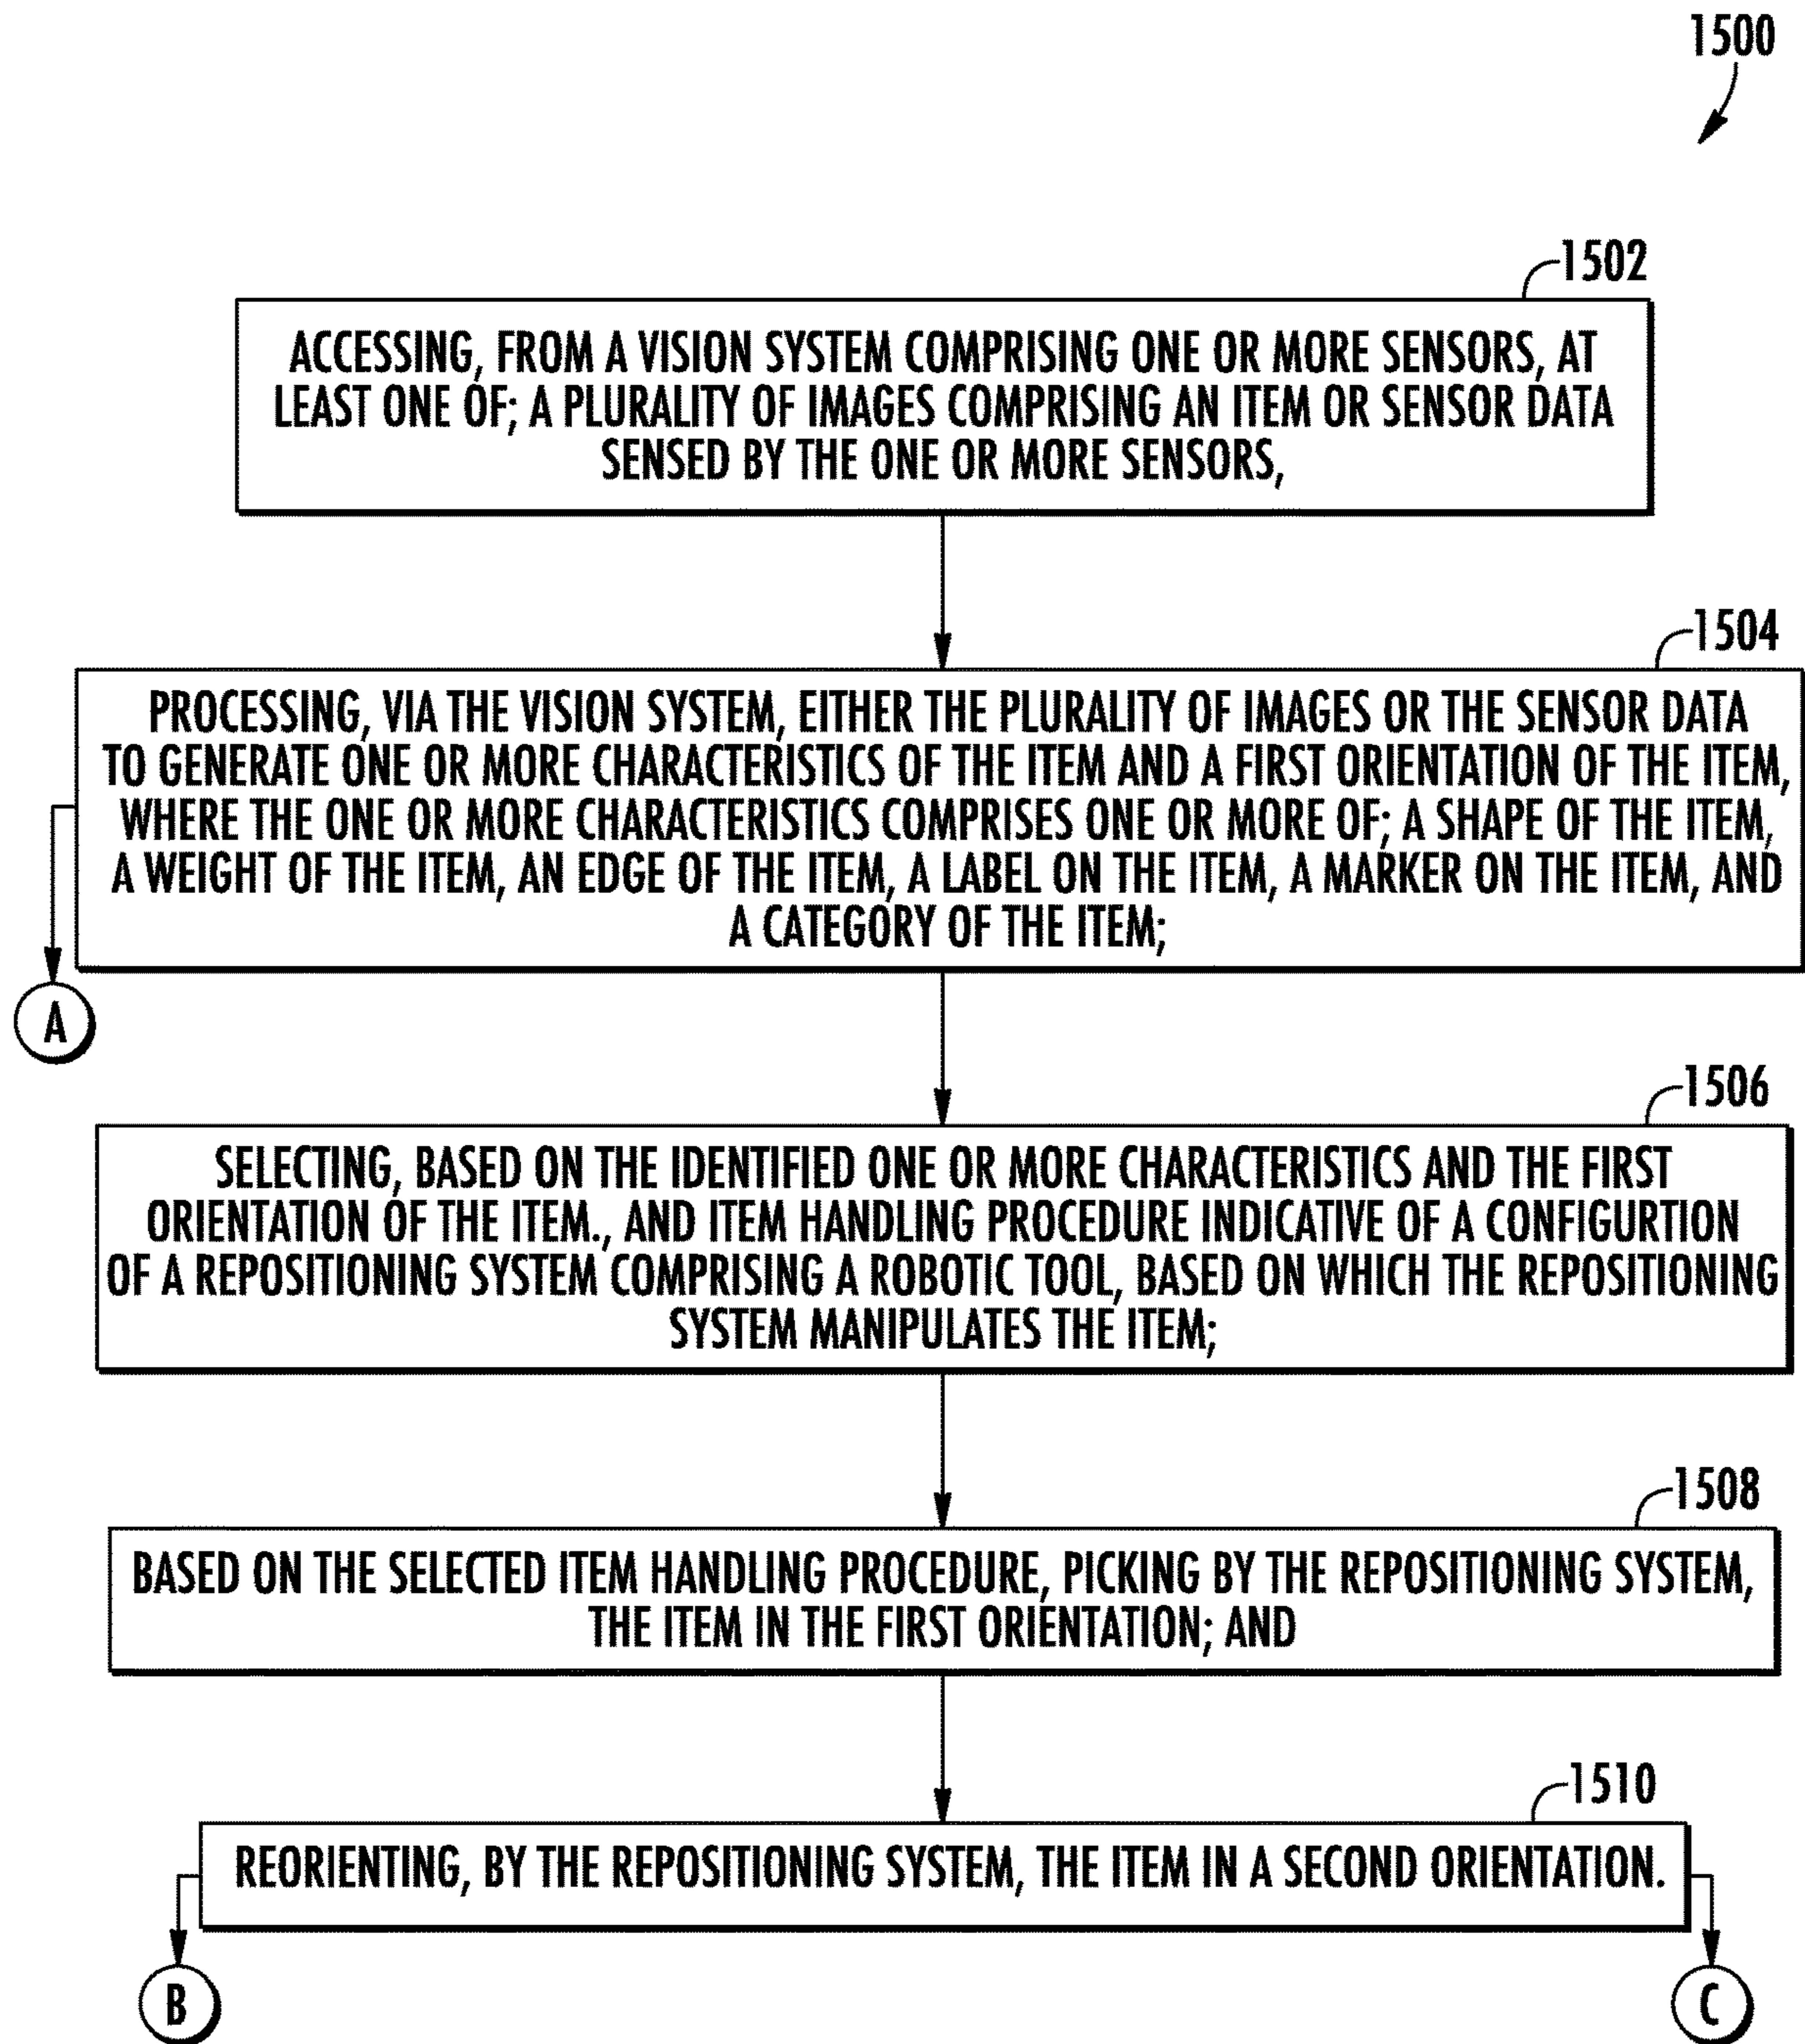 1500
1502
ACCESSING, FROM A VISION SYSTEM COMPRISING ONE OR MORE SENSORS, AT
LEAST ONE OF; A PLURALITY OF IMAGES COMPRISING AN ITEM OR SENSOR DATA
SENSED BY THE ONE OR MORE SENSORS,
1504
PROCESSING, VIA THE VISION SYSTEM, EITHER THE PLURALITY OF IMAGES OR THE SENSOR DATA
TO GENERATE ONE OR MORE CHARACTERISTICS OF THE ITEM AND A FIRST ORIENTATION OF THE ITEM,
WHERE THE ONE OR MORE CHARACTERISTICS COMPRISES ONE OR MORE OF; A SHAPE OF THE ITEM,
A WEIGHT OF THE ITEM, AN EDGE OF THE ITEM, A LABEL ON THE ITEM, A MARKER ON THE ITEM, AND
A CATEGORY OF THE ITEM;
A
1506
SELECTING, BASED ON THE IDENTIFIED ONE OR MORE CHARACTERISTICS AND THE FIRST
ORIENTATION OF THE ITEM., AND ITEM HANDLING PROCEDURE INDICATIVE OF A CONFIGURTION
OF A REPOSITIONING SYSTEM COMPRISING A ROBOTIC TOOL, BASED ON WHICH THE REPOSITIONING
SYSTEM MANIPULATES THE ITEM;
1508
BASED ON THE SELECTED ITEM HANDLING PROCEDURE, PICKING BY THE REPOSITIONING SYSTEM,
THE ITEM IN THE FIRST ORIENTATION; AND
1510
REORIENTING, BY THE REPOSITIONING SYSTEM, THE ITEM IN A SECOND ORIENTATION.
B
C